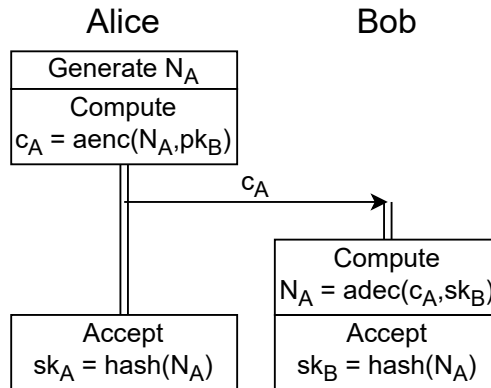 Alice
Bob
Generate N_A
Compute
c_A = aenc(N_A,pk_B)
c_A
Compute
N_A = adec(c_A,sk_B)
Accept
sk_A = hash(N_A)
Accept
sk_B = hash(N_A)